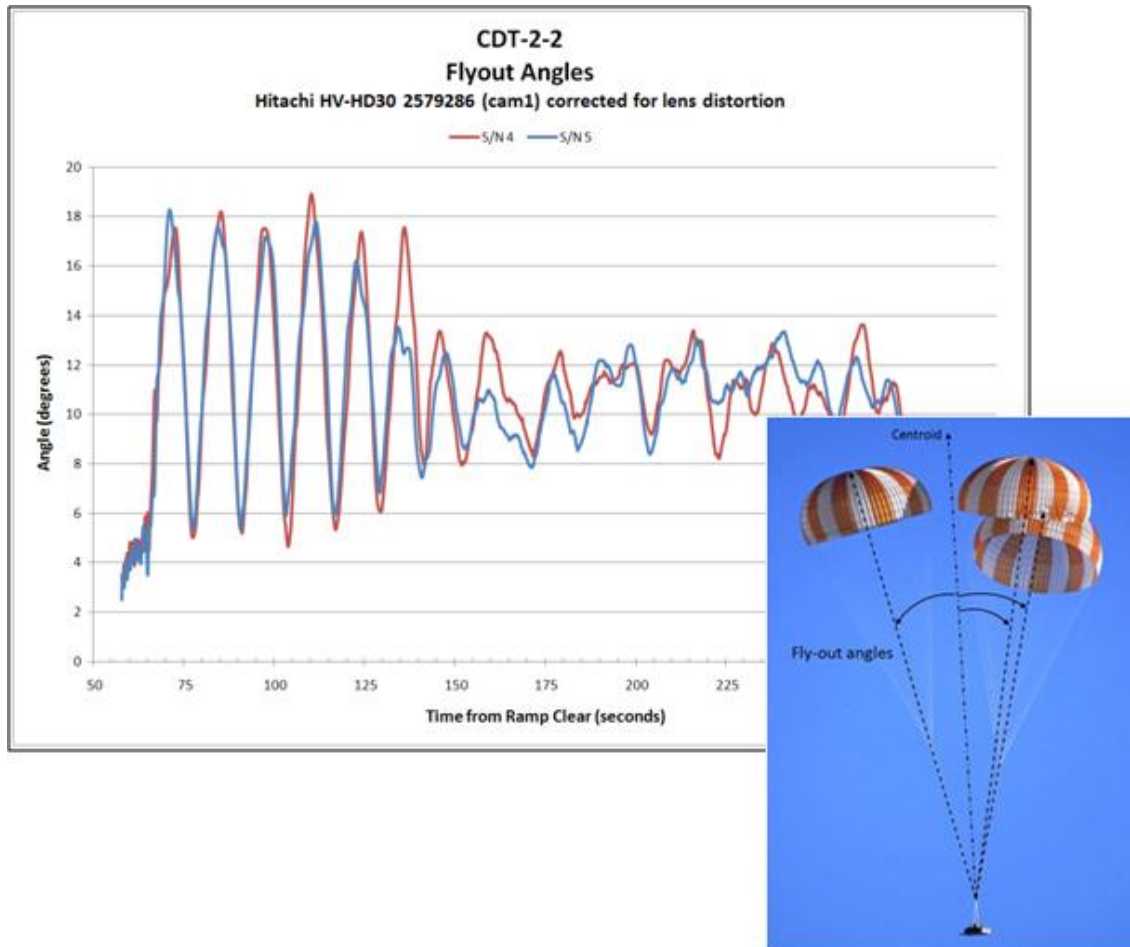 CDT-2-2
Flyout Angles
Hitachi HV-HD30 2579286 (cam1) corrected for lens distortion
S/N 4 S/N 5
20
18
16
14
12
10
8
6
4
2
0
Angle (degrees)
50 75 100 125 150 175 200 225
Time from Ramp Clear (seconds)
Centroid
Fly-out angles